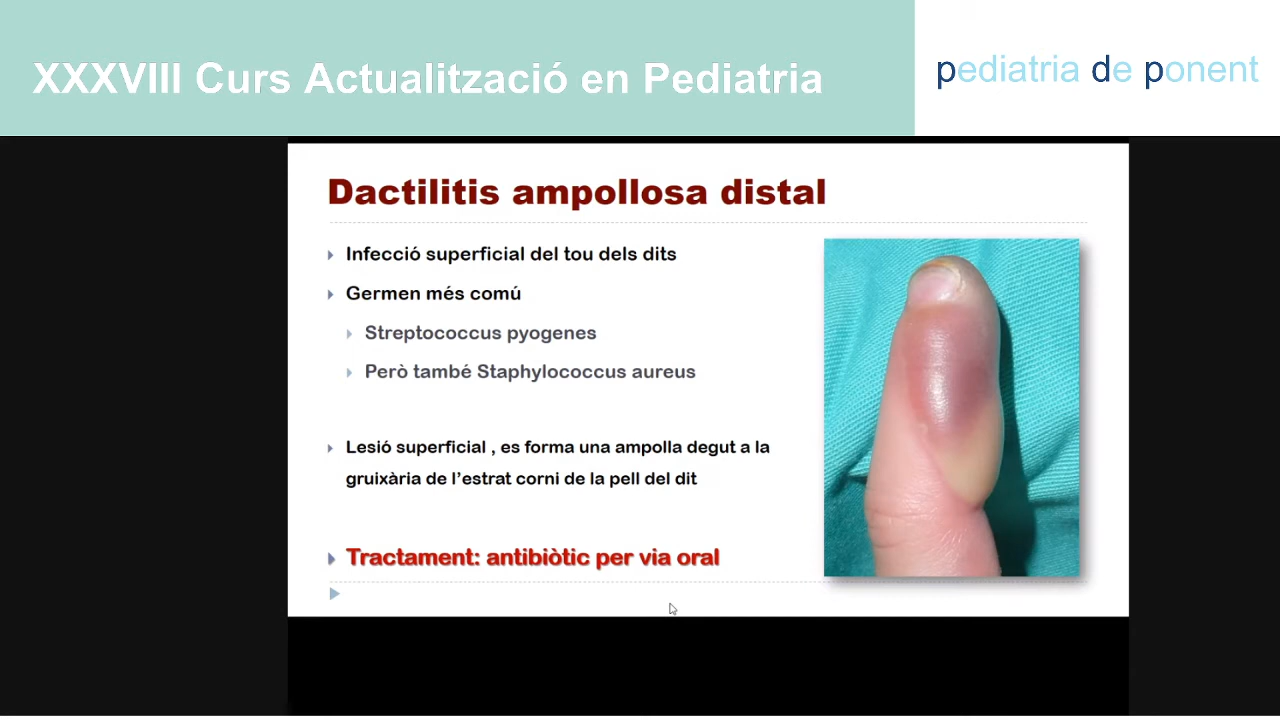 XXXVIII Curs Actualització en Pediatria
pediatria de ponent
Dactilitis ampollosa distal
Infecció superficial del tou dels dits
Germen més comú
Streptococcus pyogenes
Però també Staphylococcus aureus
Lesió superficial , es forma una ampolla degut a la
gruixària de l'estrat corni de la pell del dit
Tractament: antibiòtic per via oral